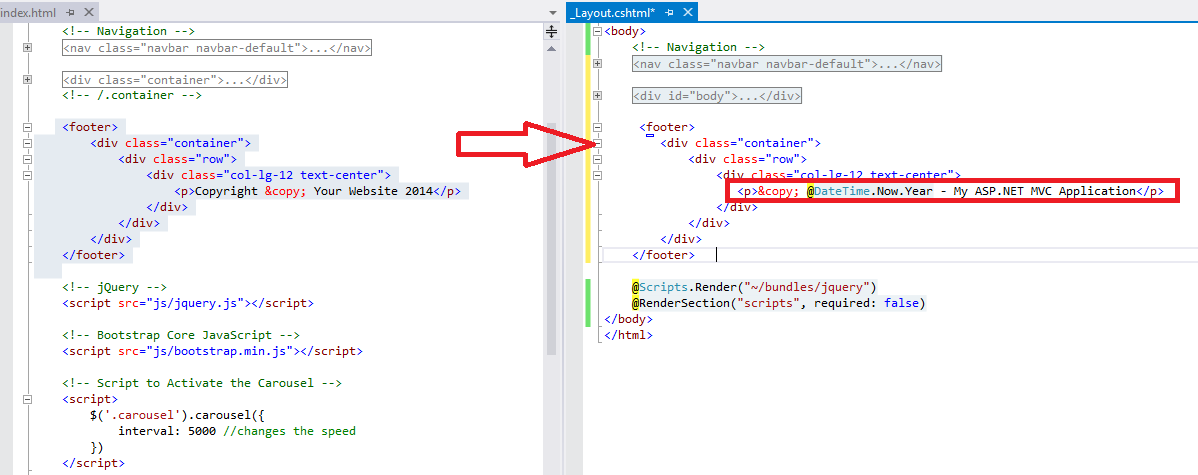 index.html
<!-- Navigation -->
<nav class="navbar navbar-default">...</nav>
<div class="container">...</div>
<!-- /.container -->
<footer>
<div class="container">
<div class="row">
<div class="col-lg-12 text-center">
<p>Copyright &copy; Your Website 2014</p>
</div>
</div>
</div>
</footer>
<!-- jQuery -->
<script src="js/jquery.js"></script>
<!-- Bootstrap Core JavaScript -->
<script src="js/bootstrap.min.js"></script>
<!-- Script to Activate the Carousel -->
<script>
$('.carousel').carousel({
interval: 5000 //changes the speed
})
</script>
_Layout.cshtml*
<body>
<!-- Navigation -->
<nav class="navbar navbar-default">...</nav>
<div id="body">...</div>
<footer>
<div class="container">
<div class="row">
<div class="col-lg-12 text-center">
<p>&copy; @DateTime.Now.Year - My ASP.NET MVC Application</p>
</div>
</div>
</div>
</footer>
@Scripts.Render("~/bundles/jquery")
@RenderSection("scripts", required: false)
</body>
</html>